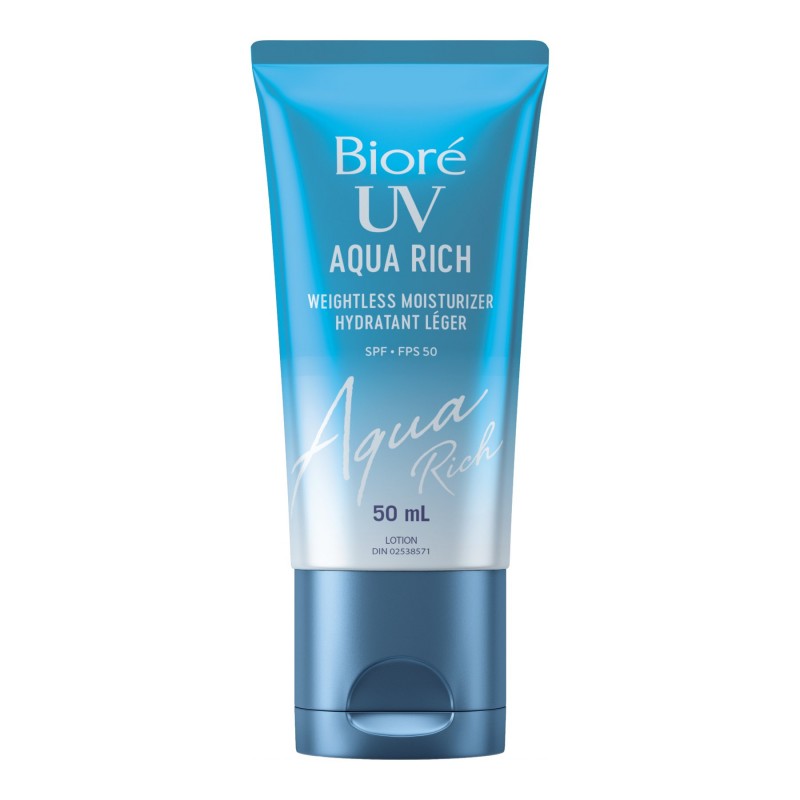 Bioré
UV
AQUA RICH
WEIGHTLESS MOISTURIZER
HYDRATANT LÉGER
SPF • FPS 50
Aqua
Rich
50 mL
LOTION
DIN 02538571